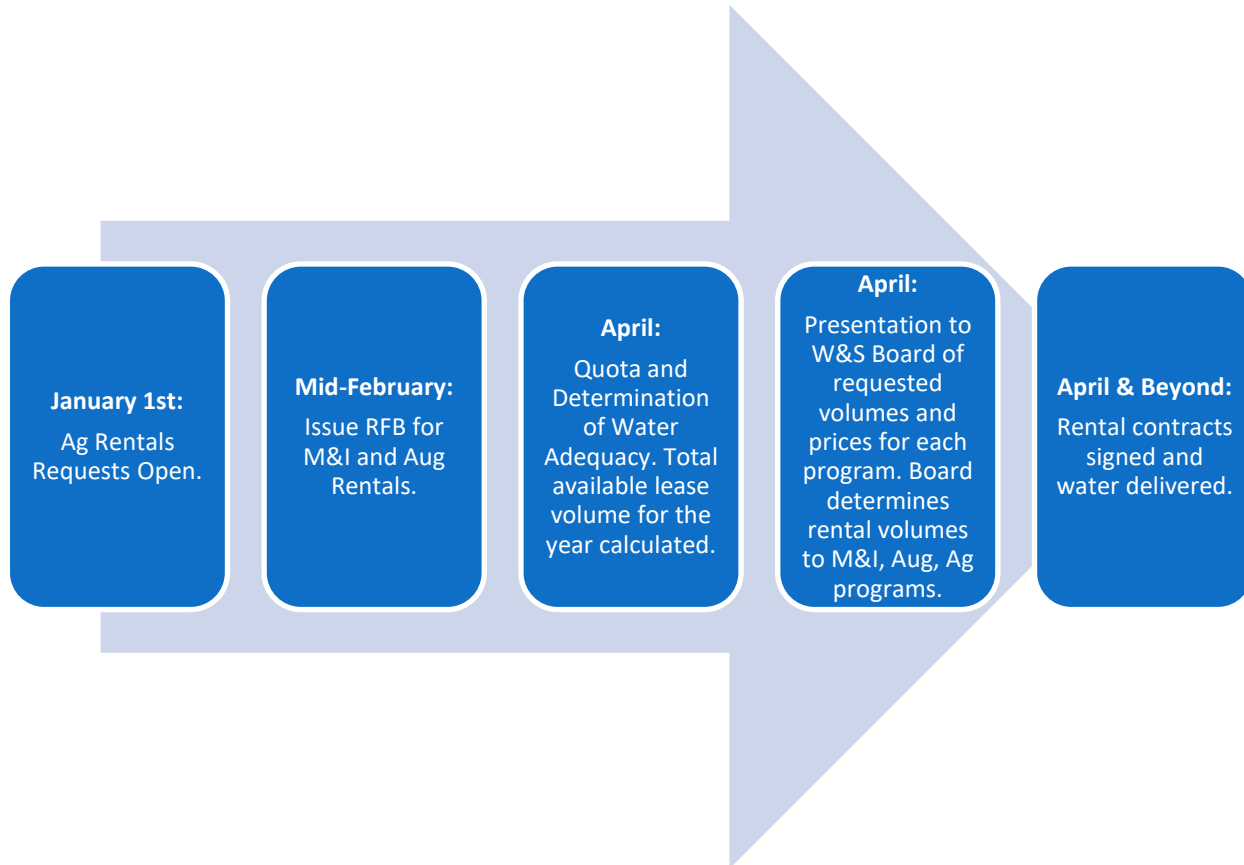 January 1st:
Ag Rentals
Requests Open.
Mid-February:
Issue RFB for
M&I and Aug
Rentals.
April:
Quota and
Determination
of Water
Adequacy. Total
available lease
volume for the
year calculated.
April:
Presentation to
W&S Board of
requested
volumes and
prices for each
program. Board
determines
rental volumes
to M&I, Aug, Ag
programs.
April & Beyond:
Rental contracts
signed and
water delivered.